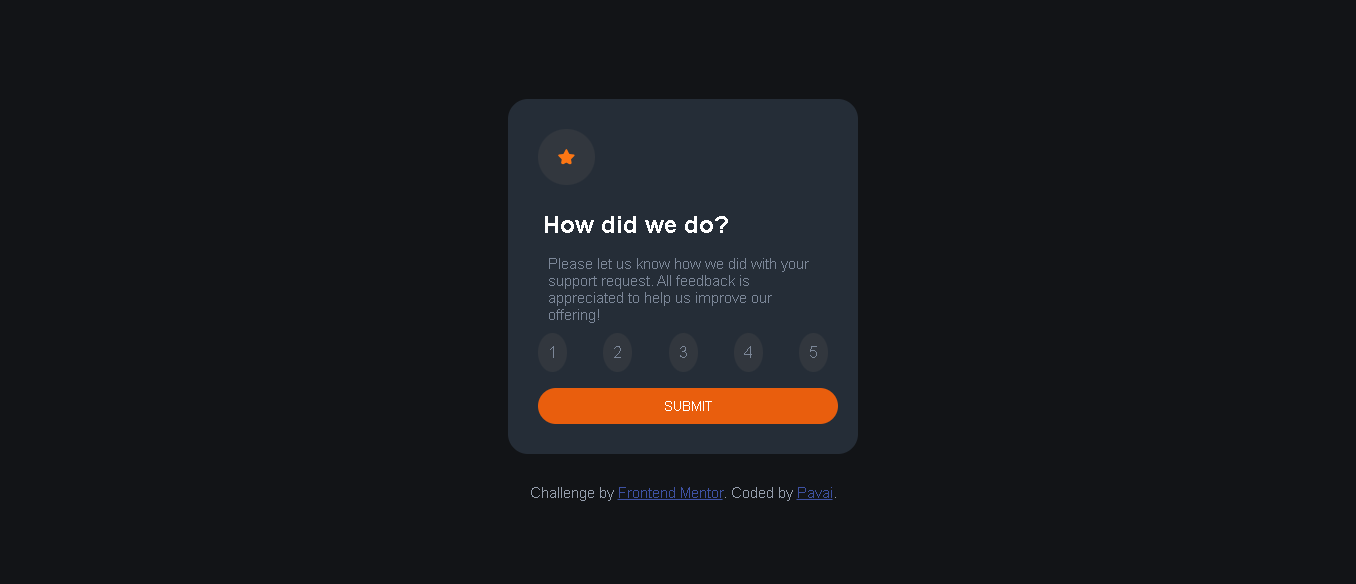 How did we do?
Please let us know how we did with your
support request. All feedback is
appreciated to help us improve our
offering!
1 2 3 4 5
SUBMIT
Challenge by Frontend Mentor. Coded by Pavai.